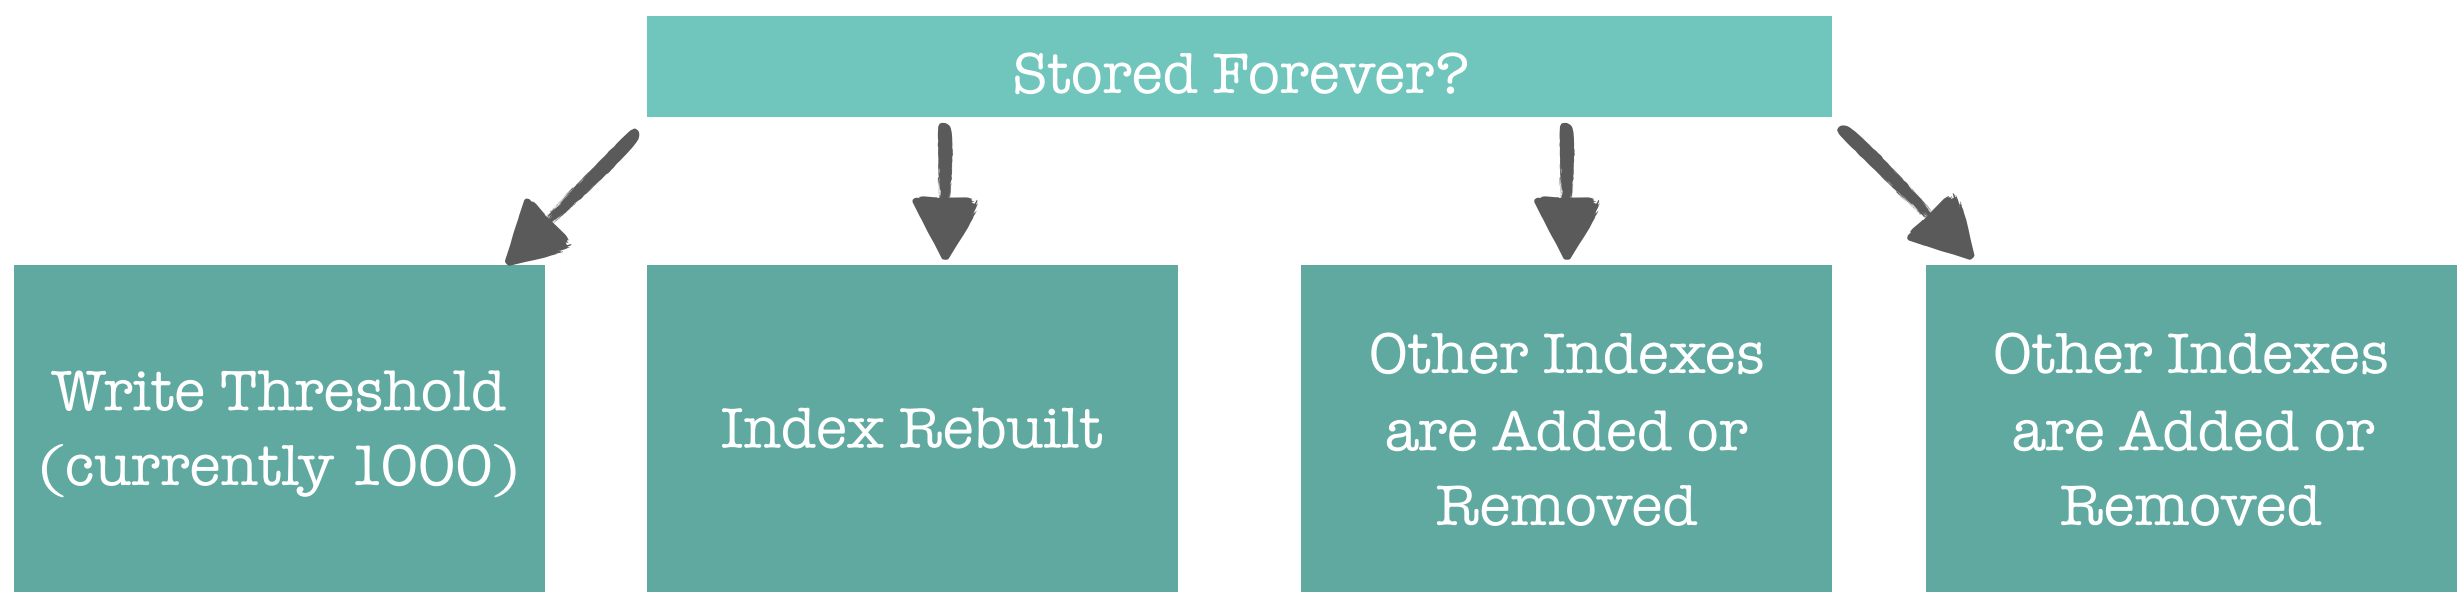 Stored Forever?
Write Threshold
(currently 1000)
Index Rebuilt
Other Indexes
are Added or
Removed
Other Indexes
are Added or
Removed